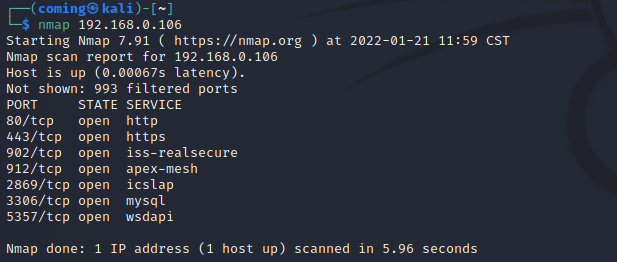 ┌──(coming㉿kali)-[~]
└─$ nmap 192.168.0.106
Starting Nmap 7.91 ( https://nmap.org ) at 2022-01-21 11:59 CST
Nmap scan report for 192.168.0.106
Host is up (0.00067s latency).
Not shown: 993 filtered ports
PORT     STATE SERVICE
80/tcp   open  http
443/tcp  open  https
902/tcp  open  iss-realsecure
912/tcp  open  apex-mesh
2869/tcp open  icslap
3306/tcp open  mysql
5357/tcp open  wsdapi
Nmap done: 1 IP address (1 host up) scanned in 5.96 seconds